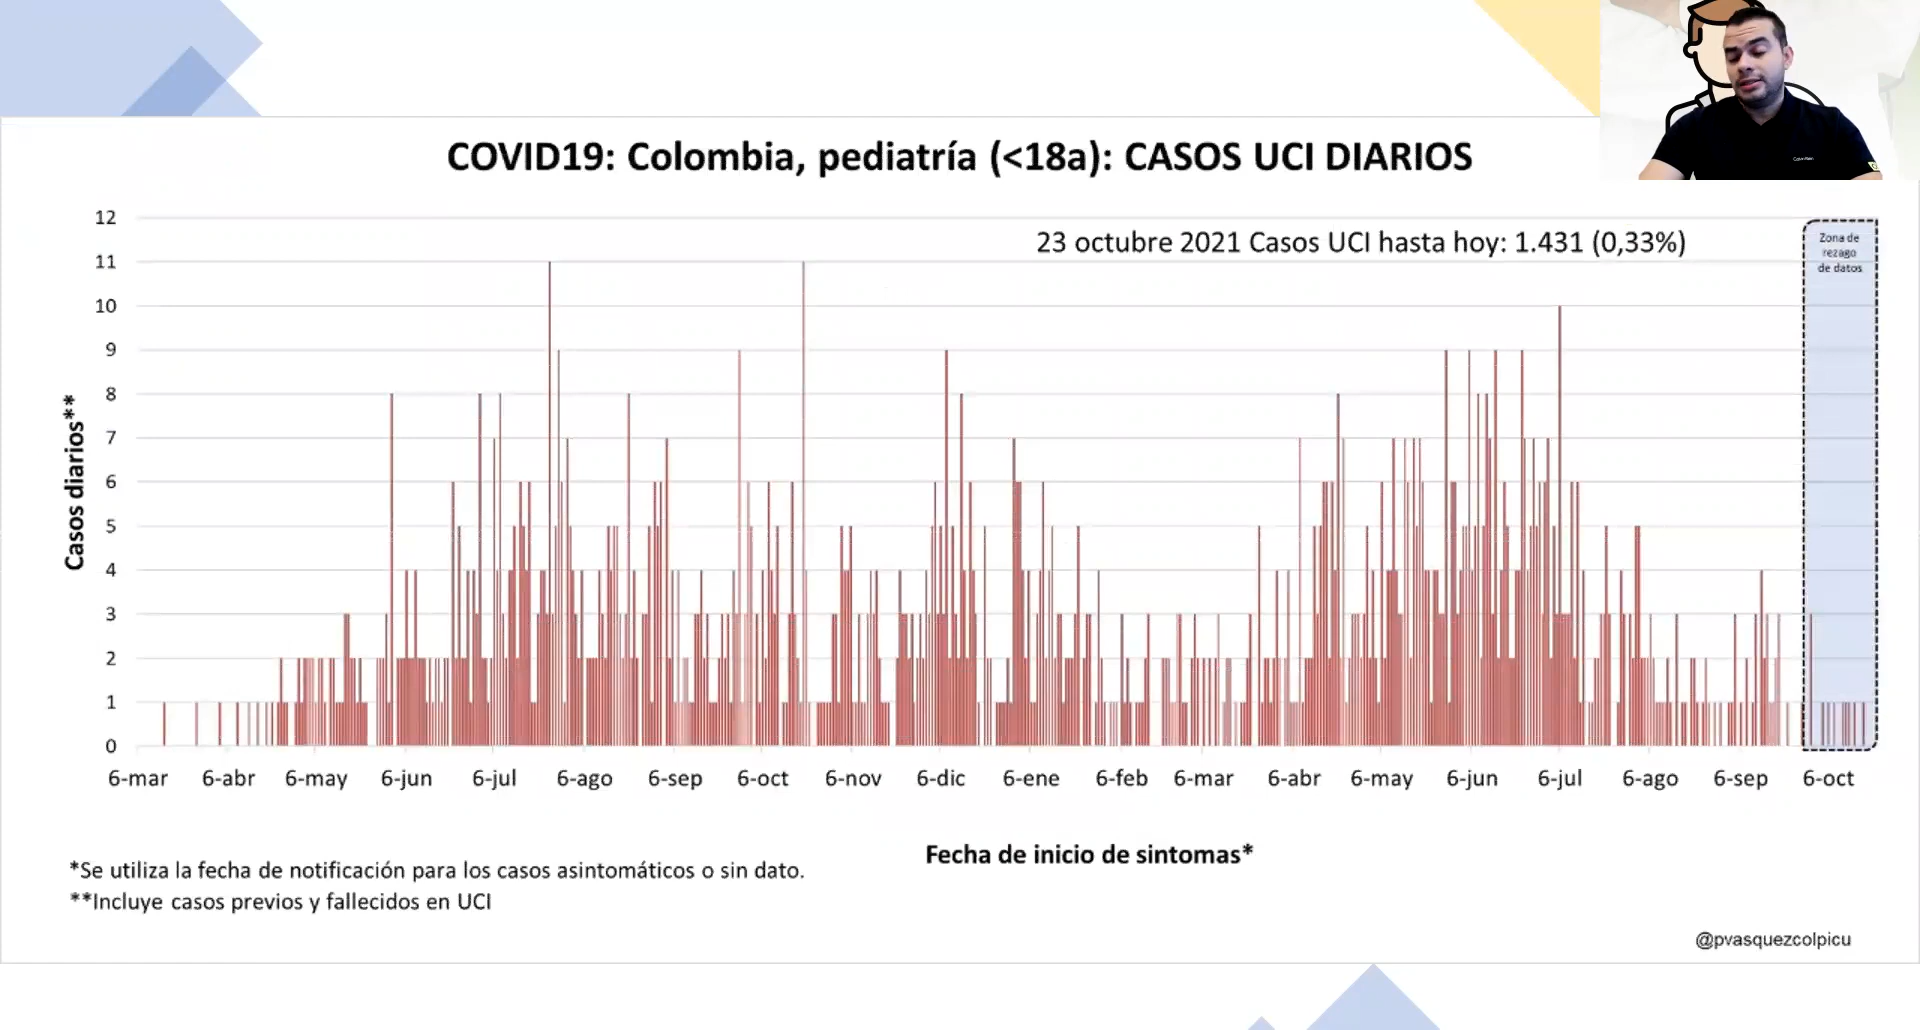 COVID19: Colombia, pediatría (<18a): CASOS UCI DIARIOS
23 octubre 2021 Casos UCI hasta hoy: 1.431 (0,33%)
Zona de
rezago
de datos
Casos diarios**
12
11
10
9
8
7
6
5
4
3
2
1
0
6-mar 6-abr 6-may 6-jun 6-jul 6-ago 6-sep 6-oct 6-nov 6-dic 6-ene 6-feb 6-mar 6-abr 6-may 6-jun 6-jul 6-ago 6-sep 6-oct
Fecha de inicio de sintomas*
*Se utiliza la fecha de notificación para los casos asintomáticos o sin dato.
**Incluye casos previos y fallecidos en UCI
@pvasquezcolpicu